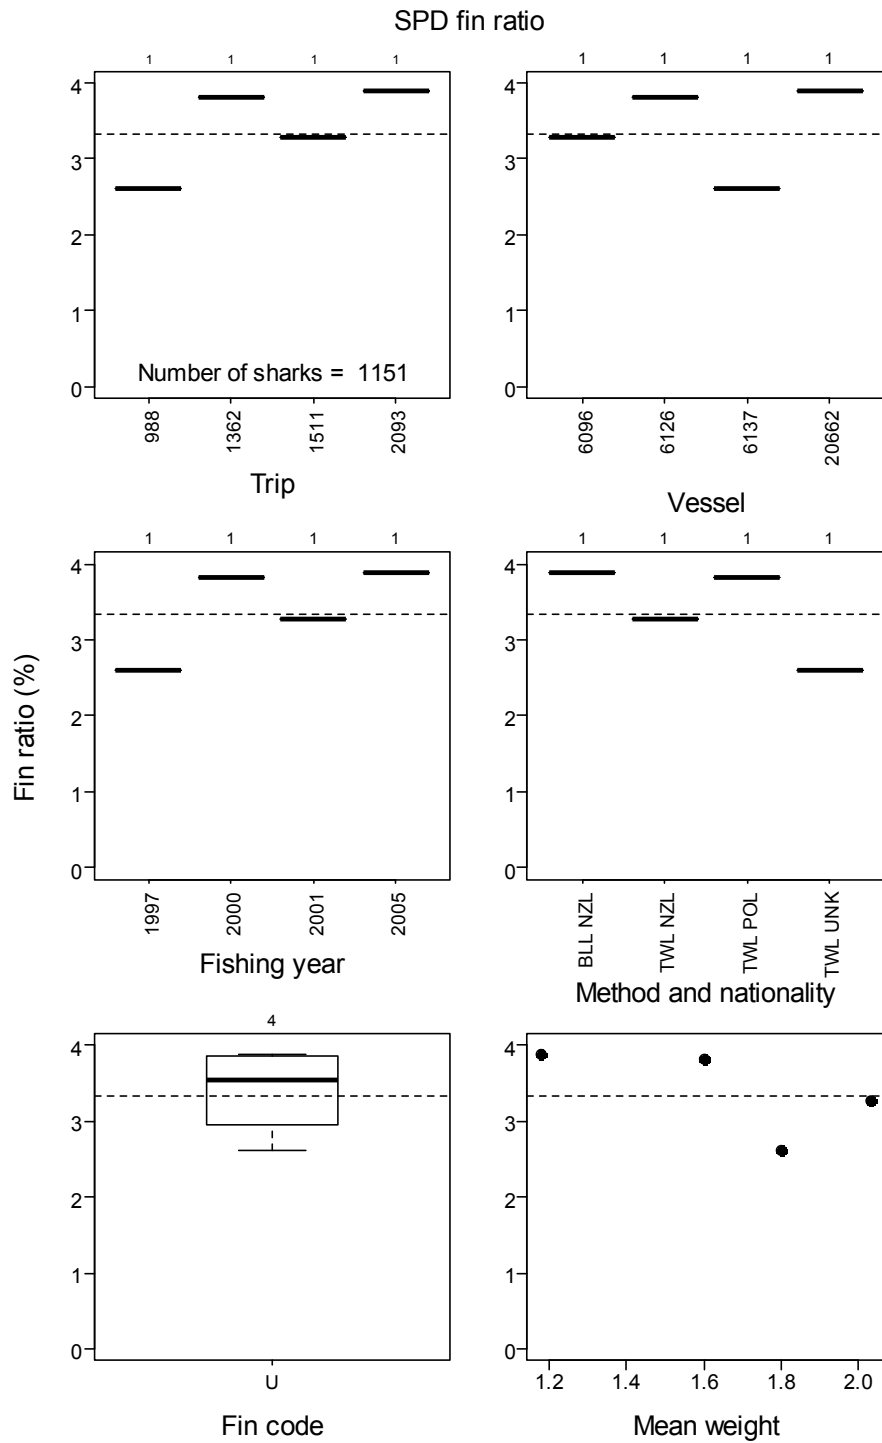 SPD fin ratio
1 1 1 1
4
3
2
1
0
Number of sharks = 1151
988 1362 1511 2093
Trip
1 1 1 1
4
3
2
1
0
6096 6126 6137 20662
Vessel
Fin ratio (%)
1 1 1 1
4
3
2
1
0
1997 2000 2001 2005
Fishing year
1 1 1 1
4
3
2
1
0
BLL NZL TWL NZL TWL POL TWL UNK
Method and nationality
4
4
3
2
1
0
U
Fin code
4
3
2
1
0
1.2 1.4 1.6 1.8 2.0
Mean weight